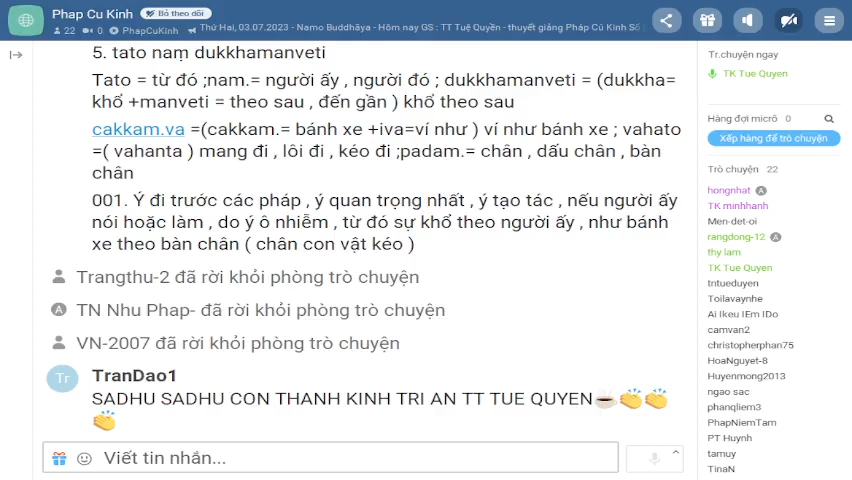 Phap Cu Kinh Bỏ theo dõi
22 0 PhapCuKinh Thứ Hai, 03.07.2023 - Namo Buddhāya - Hôm nay GS : TT Tuệ Quyền - thuyết giảng Pháp Cú Kinh Số
5. tato naṃ dukkhamanveti
Tato = từ đó ;nam.= người ấy , người đó ; dukkhamanveti = (dukkha=
khổ +manveti = theo sau , đến gần ) khổ theo sau
cakkam.va =(cakkam.= bánh xe +iva=ví như ) ví như bánh xe ; vahato
=( vahanta ) mang đi , lôi đi , kéo đi ;padam.= chân , dấu chân , bàn
chân
001. Ý đi trước các pháp , ý quan trọng nhất , ý tạo tác , nếu người ấy
nói hoặc làm , do ý ô nhiễm , từ đó sự khổ theo người ấy , như bánh
xe theo bàn chân ( chân con vật kéo )
Trangthu-2 đã rời khỏi phòng trò chuyện
A TN Nhu Phap- đã rời khỏi phòng trò chuyện
VN-2007 đã rời khỏi phòng trò chuyện
Tr TranDao1
SADHU SADHU CON THANH KINH TRI AN TT TUE QUYEN☕👏👏
👏
Viết tin nhắn...
Tr.chuyện ngay
TK Tue Quyen
Hàng đợi micrô 0
Xếp hàng để trò chuyện
Trò chuyện 22
hongnhat A
TK minhhanh
Men-det-oi
rangdong-12 A
thy lam
TK Tue Quyen
tntueduyen
Toilavaynhe
Ai Ikeu IEm IDo
camvan2
christopherphan75
HoaNguyet-8
Huyenmong2013
ngao sac
phanqliem3
PhapNiemTam
PT Huynh
tamuy
TinaN